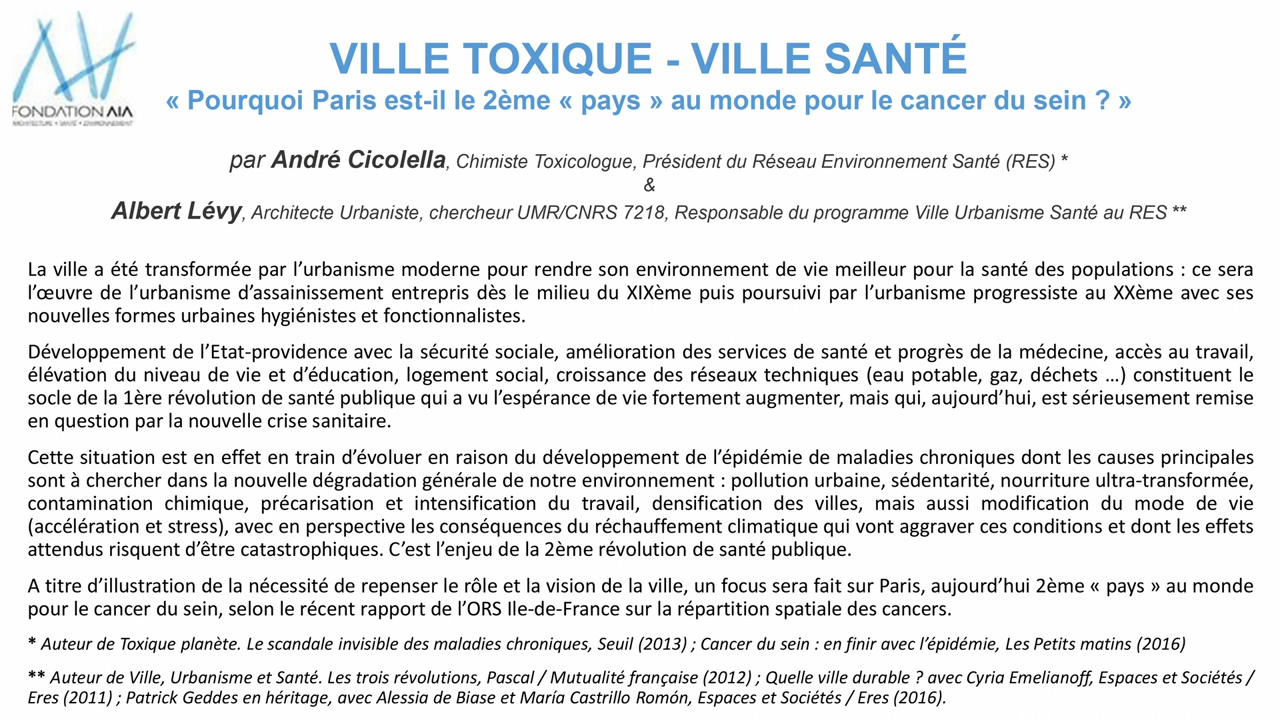 FONDATION AIA
ARCHITECTURE • SANTÉ • ENVIRONNEMENT
VILLE TOXIQUE - VILLE SANTÉ
« Pourquoi Paris est-il le 2ème « pays » au monde pour le cancer du sein ? »
par André Cicolella, Chimiste Toxicologue, Président du Réseau Environnement Santé (RES) *
&
Albert Lévy, Architecte Urbaniste, chercheur UMR/CNRS 7218, Responsable du programme Ville Urbanisme Santé au RES **
La ville a été transformée par l’urbanisme moderne pour rendre son environnement de vie meilleur pour la santé des populations : ce sera
l’œuvre de l’urbanisme d’assainissement entrepris dès le milieu du XIXème puis poursuivi par l’urbanisme progressiste au XXème avec ses
nouvelles formes urbaines hygiénistes et fonctionnalistes.
Développement de l’Etat-providence avec la sécurité sociale, amélioration des services de santé et progrès de la médecine, accès au travail,
élévation du niveau de vie et d’éducation, logement social, croissance des réseaux techniques (eau potable, gaz, déchets …) constituent le
socle de la 1ère révolution de santé publique qui a vu l’espérance de vie fortement augmenter, mais qui, aujourd’hui, est sérieusement remise
en question par la nouvelle crise sanitaire.
Cette situation est en effet en train d’évoluer en raison du développement de l’épidémie de maladies chroniques dont les causes principales
sont à chercher dans la nouvelle dégradation générale de notre environnement : pollution urbaine, sédentarité, nourriture ultra-transformée,
contamination chimique, précarisation et intensification du travail, densification des villes, mais aussi modification du mode de vie
(accélération et stress), avec en perspective les conséquences du réchauffement climatique qui vont aggraver ces conditions et dont les effets
attendus risquent d’être catastrophiques. C’est l’enjeu de la 2ème révolution de santé publique.
A titre d’illustration de la nécessité de repenser le rôle et la vision de la ville, un focus sera fait sur Paris, aujourd’hui 2ème « pays » au monde
pour le cancer du sein, selon le récent rapport de l’ORS Ile-de-France sur la répartition spatiale des cancers.
* Auteur de Toxique planète. Le scandale invisible des maladies chroniques, Seuil (2013) ; Cancer du sein : en finir avec l’épidémie, Les Petits matins (2016)
** Auteur de Ville, Urbanisme et Santé. Les trois révolutions, Pascal / Mutualité française (2012) ; Quelle ville durable ? avec Cyria Emelianoff, Espaces et Sociétés /
Eres (2011) ; Patrick Geddes en héritage, avec Alessia de Biase et María Castrillo Romón, Espaces et Sociétés / Eres (2016).